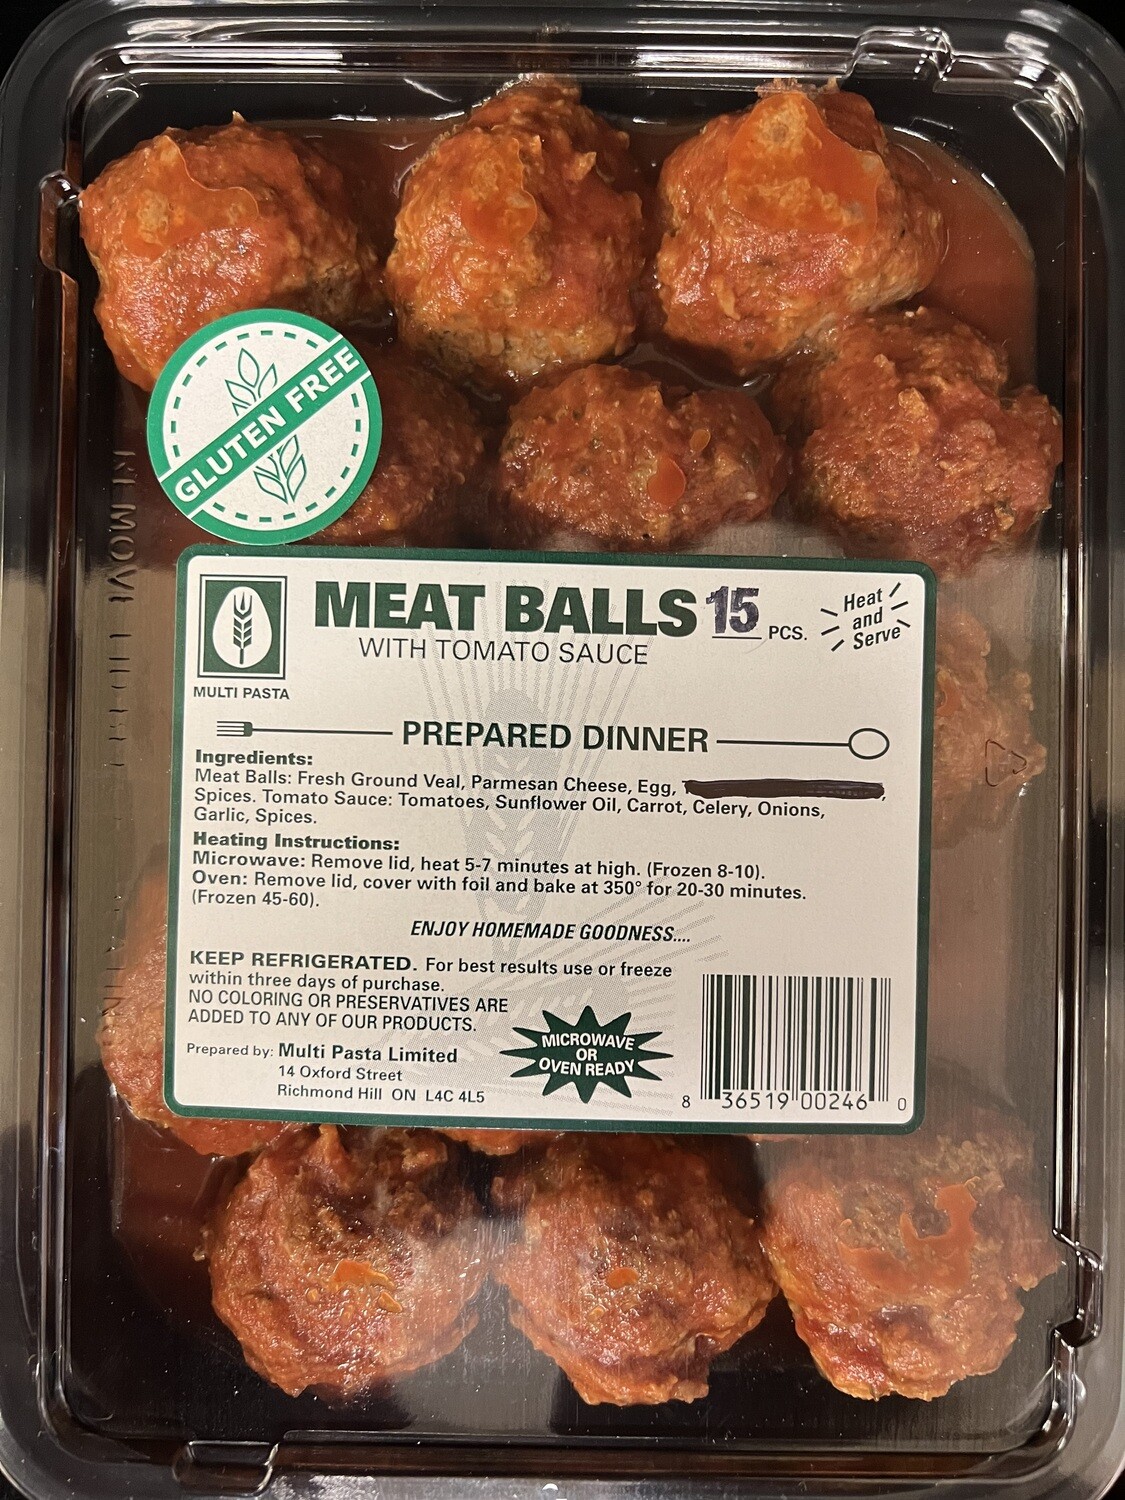 GLUTEN FREE
MULTI PASTA
MEAT BALLS 15 PCS.
WITH TOMATO SAUCE
Heat
and
Serve
PREPARED DINNER
Ingredients:
Meat Balls: Fresh Ground Veal, Parmesan Cheese, Egg,
Spices. Tomato Sauce: Tomatoes, Sunflower Oil, Carrot, Celery, Onions,
Garlic, Spices.
Heating Instructions:
Microwave: Remove lid, heat 5-7 minutes at high. (Frozen 8-10).
Oven: Remove lid, cover with foil and bake at 350° for 20-30 minutes.
(Frozen 45-60).
ENJOY HOMEMADE GOODNESS....
KEEP REFRIGERATED. For best results use or freeze
within three days of purchase.
NO COLORING OR PRESERVATIVES ARE
ADDED TO ANY OF OUR PRODUCTS.
Prepared by: Multi Pasta Limited
14 Oxford Street
Richmond Hill ON L4C 4L5
MICROWAVE
OR
OVEN READY
8 36519 00246 0